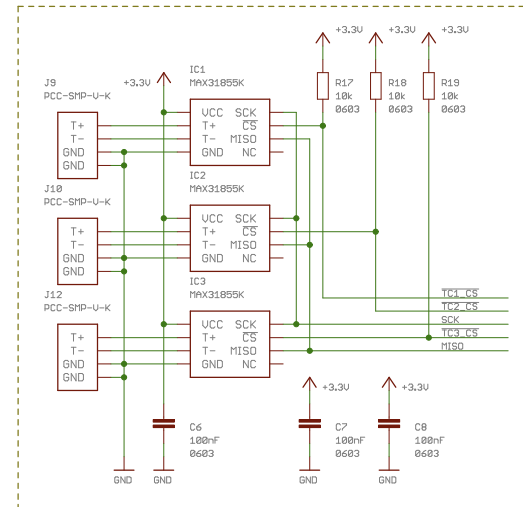 +3.3V
+3.3V
+3.3V
R17
10k
0603
R18
10k
0603
R19
10k
0603
+3.3V
IC1
MAX31855K
VCC SCK
T+ CS
T- MISO
GND NC
J9
PCC-SMP-V-K
T+
T-
GND
GND
IC2
MAX31855K
VCC SCK
T+ CS
T- MISO
GND NC
J10
PCC-SMP-V-K
T+
T-
GND
GND
IC3
MAX31855K
VCC SCK
T+ CS
T- MISO
GND NC
J12
PCC-SMP-V-K
T+
T-
GND
GND
TC1_CS
TC2_CS
SCK
TC3_CS
MISO
+3.3V
+3.3V
C6
100nF
0603
C7
100nF
0603
C8
100nF
0603
GND
GND
GND
GND